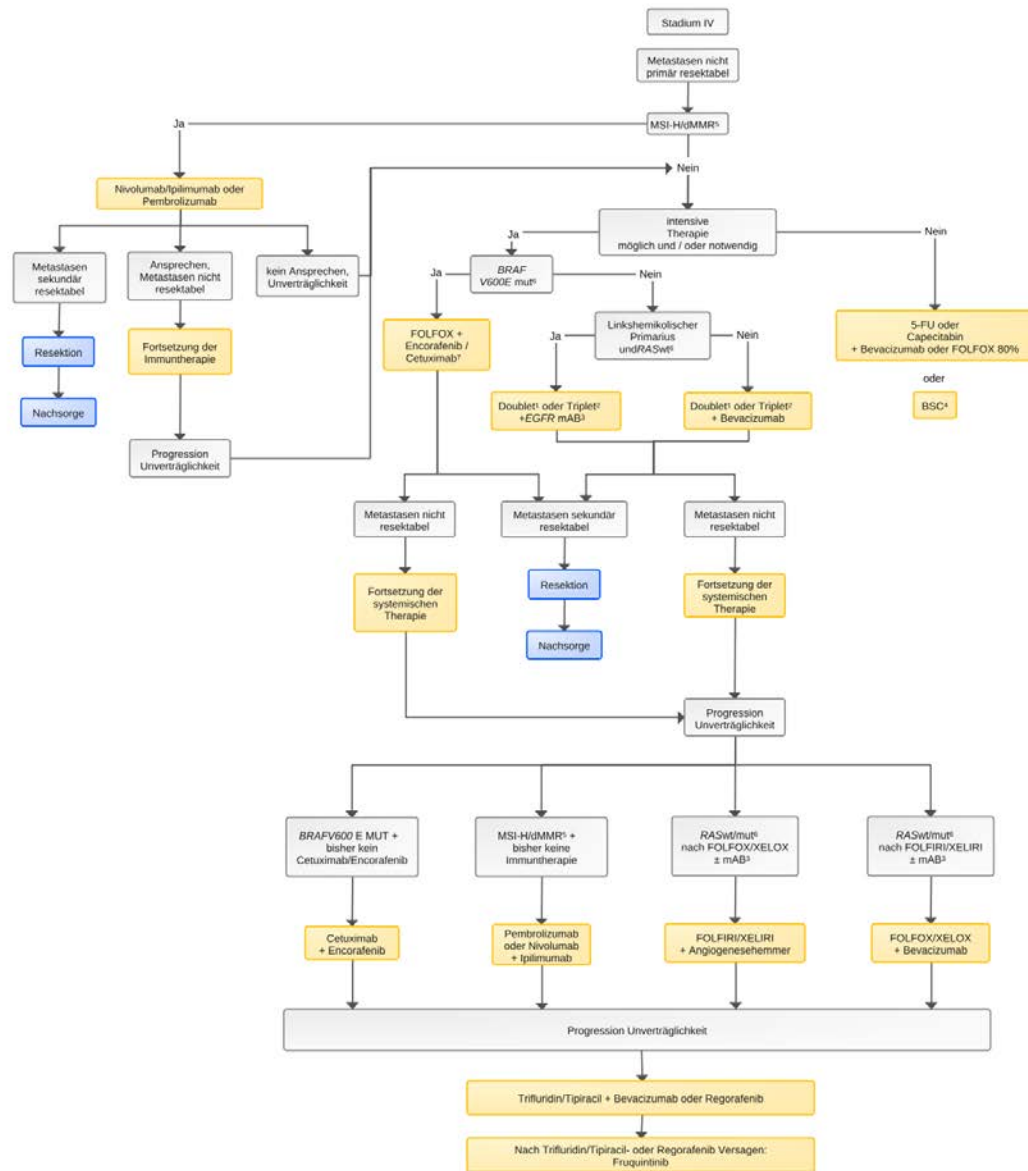 Stadium IV
Metastasen nicht
primär resektabel
MSI-H/dMMR⁵
Ja
Nein
Nivolumab/Ipilimumab oder
Pembrolizumab
intensive
Therapie
möglich und / oder notwendig
Ja
Nein
Metastasen
sekundär
resektabel
Ansprechen,
Metastasen nicht
resektabel
kein Ansprechen,
Unverträglichkeit
BRAF
V600E mut⁶
Ja
Nein
Resektion
Nachsorge
Fortsetzung der
Immuntherapie
Progression
Unverträglichkeit
FOLFOX +
Encorafenib /
Cetuximab⁷
Linkshemikolischer
Primarius
undRASwt⁶
Ja
Nein
5-FU oder
Capecitabin
+ Bevacizumab oder FOLFOX 80%
oder
BSC⁴
Doublet¹ oder Triplet²
+EGFR mAB³
Doublet¹ oder Triplet²
+ Bevacizumab
Metastasen nicht
resektabel
Metastasen sekundär
resektabel
Metastasen nicht
resektabel
Fortsetzung der
systemischen
Therapie
Resektion
Nachsorge
Fortsetzung der
systemischen
Therapie
Progression
Unverträglichkeit
BRAFV600 E MUT +
bisher kein
Cetuximab/Encorafenib
MSI-H/dMMR⁵ +
bisher keine
Immuntherapie
RASwt/mut⁶
nach FOLFOX/XELOX
± mAB³
RASwt/mut⁶
nach FOLFIRI/XELIRI
± mAB³
Cetuximab
+ Encorafenib
Pembrolizumab
oder Nivolumab
+ Ipilimumab
FOLFIRI/XELIRI
+ Angiogenesehemmer
FOLFOX/XELOX
+ Bevacizumab
Progression Unverträglichkeit
Trifluridin/Tipiracil + Bevacizumab oder Regorafenib
Nach Trifluridin/Tipiracil- oder Regorafenib Versagen:
Fruquintinib